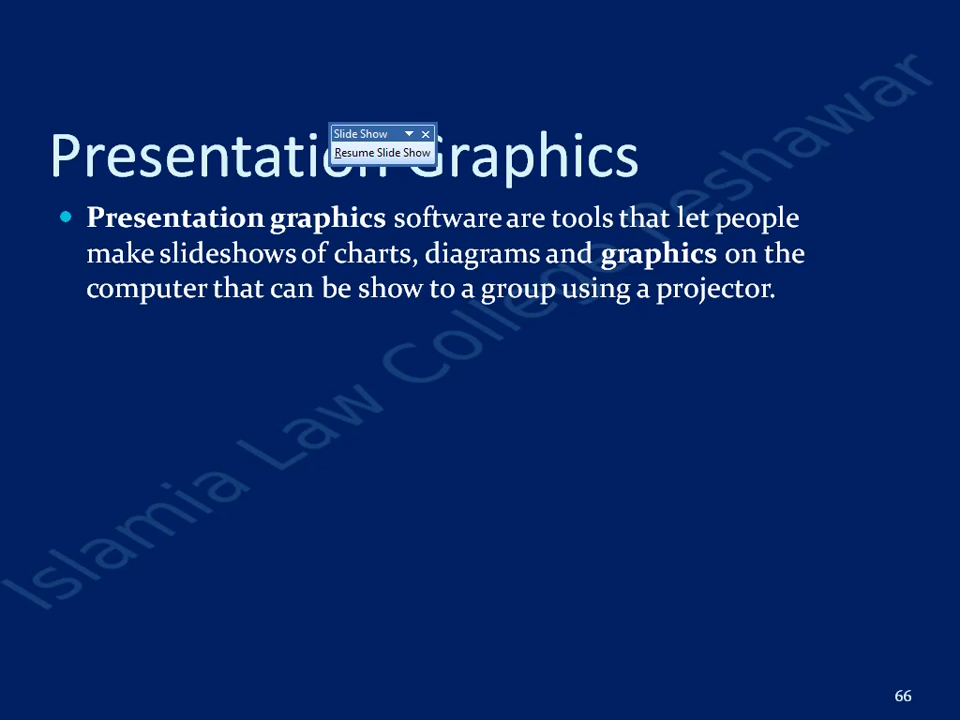 Presentation Graphics
Slide Show
Resume Slide Show
Presentation graphics software are tools that let people
make slideshows of charts, diagrams and graphics on the
computer that can be show to a group using a projector.
Islamia Law College Peshawar
66